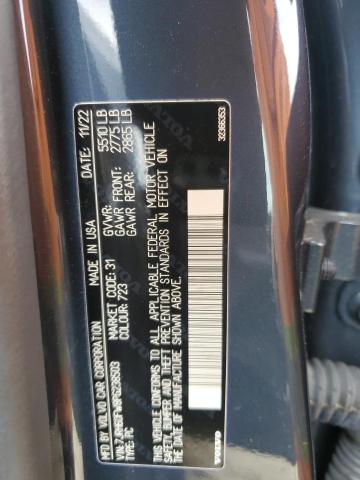 MFD BY VOLVO CAR CORPORATION MADE IN USA DATE: 11/22
MARKET CODE: 31 GVWR: 5510 LB
COLOUR: 723 GAWR FRONT: 2775 LB
TYPE: PC GAWR REAR: 2865 LB
THIS VEHICLE CONFORMS TO ALL APPLICABLE FEDERAL MOTOR VEHICLE
SAFETY, BUMPER AND THEFT PREVENTION STANDARDS IN EFFECT ON
THE DATE OF MANUFACTURE SHOWN ABOVE.
VOLVO
32366353